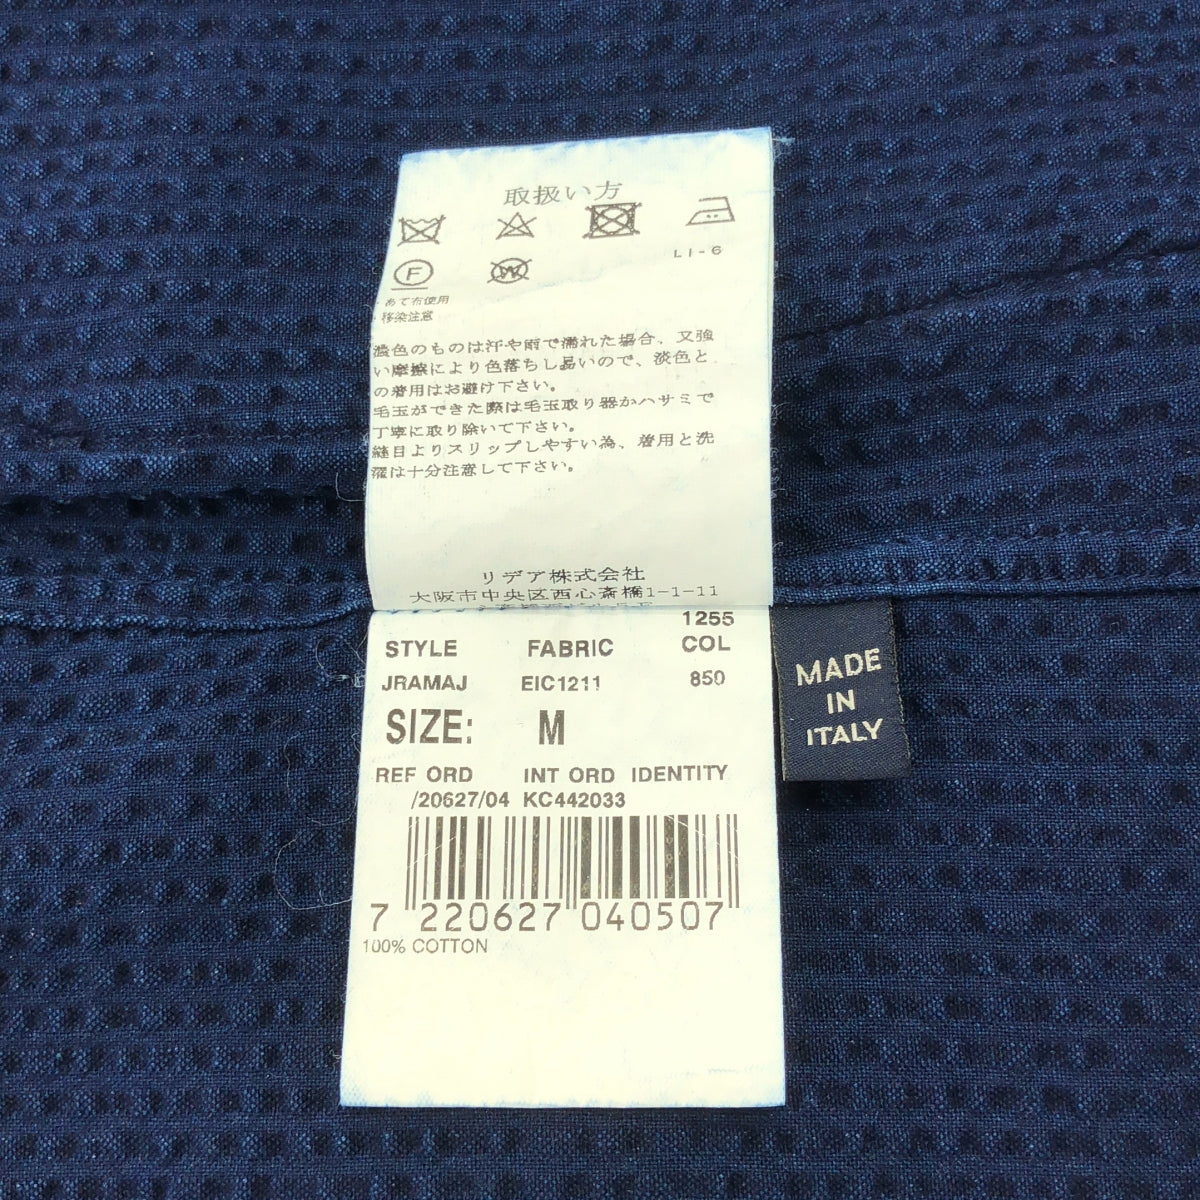 取扱い方
LI-6
F
W
・あて布使用
・移染注意
濃色のものは汗や雨で濡れた場合、又強
い摩擦により色落ちし易いので、淡色と
の着用はお避け下さい。
毛玉ができた際は毛玉取り器かハサミで
丁寧に取り除いて下さい。
縫目よりスリップしやすい為、着用と洗
濯は十分注意して下さい。
リデア株式会社
大阪市中央区西心斎橋1-1-11
1255
STYLE FABRIC COL
JRAMAJ EIC1211 850
SIZE: M
REF ORD INT ORD IDENTITY
/20627/04 KC442033
7 220627 040507
100% COTTON
MADE
IN
ITALY